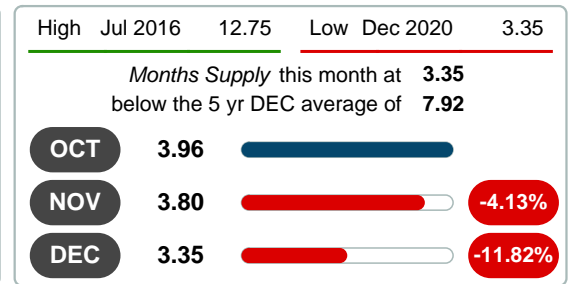 High Jul 2016 12.75 Low Dec 2020 3.35
Months Supply this month at 3.35
below the 5 yr DEC average of 7.92
OCT 3.96
NOV 3.80 -4.13%
DEC 3.35 -11.82%